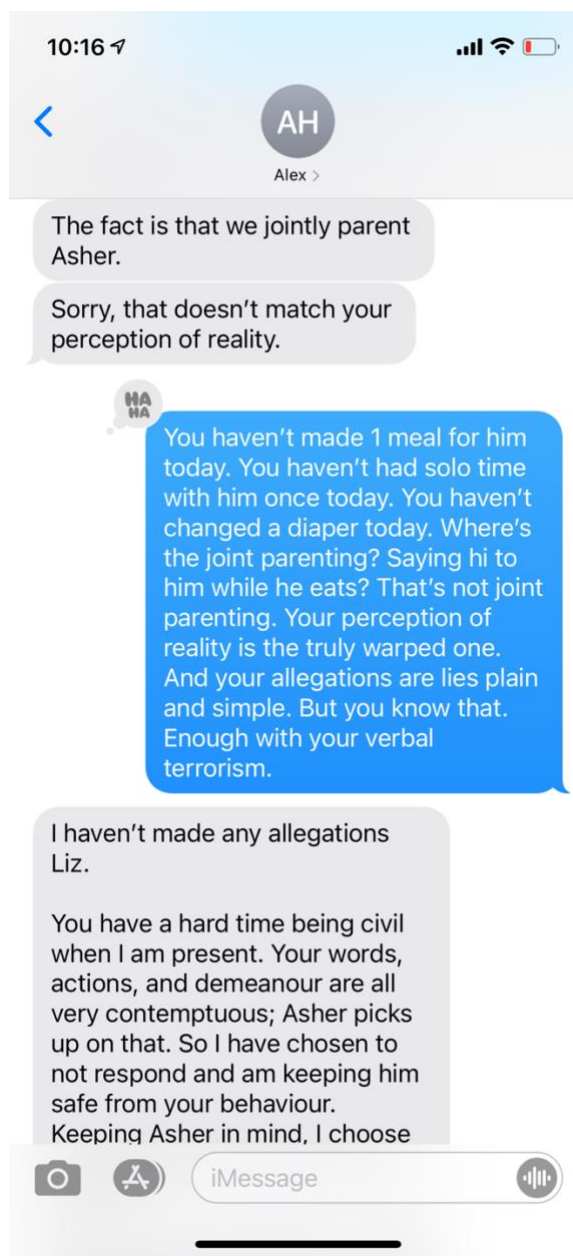 10:16
AH
Alex
The fact is that we jointly parent
Asher.
Sorry, that doesn’t match your
perception of reality.
HA
HA
You haven’t made 1 meal for him
today. You haven’t had solo time
with him once today. You haven’t
changed a diaper today. Where’s
the joint parenting? Saying hi to
him while he eats? That’s not joint
parenting. Your perception of
reality is the truly warped one.
And your allegations are lies plain
and simple. But you know that.
Enough with your verbal
terrorism.
I haven’t made any allegations
Liz.
You have a hard time being civil
when I am present. Your words,
actions, and demeanour are all
very contemptuous; Asher picks
up on that. So I have chosen to
not respond and am keeping him
safe from your behaviour.
Keeping Asher in mind, I choose
iMessage